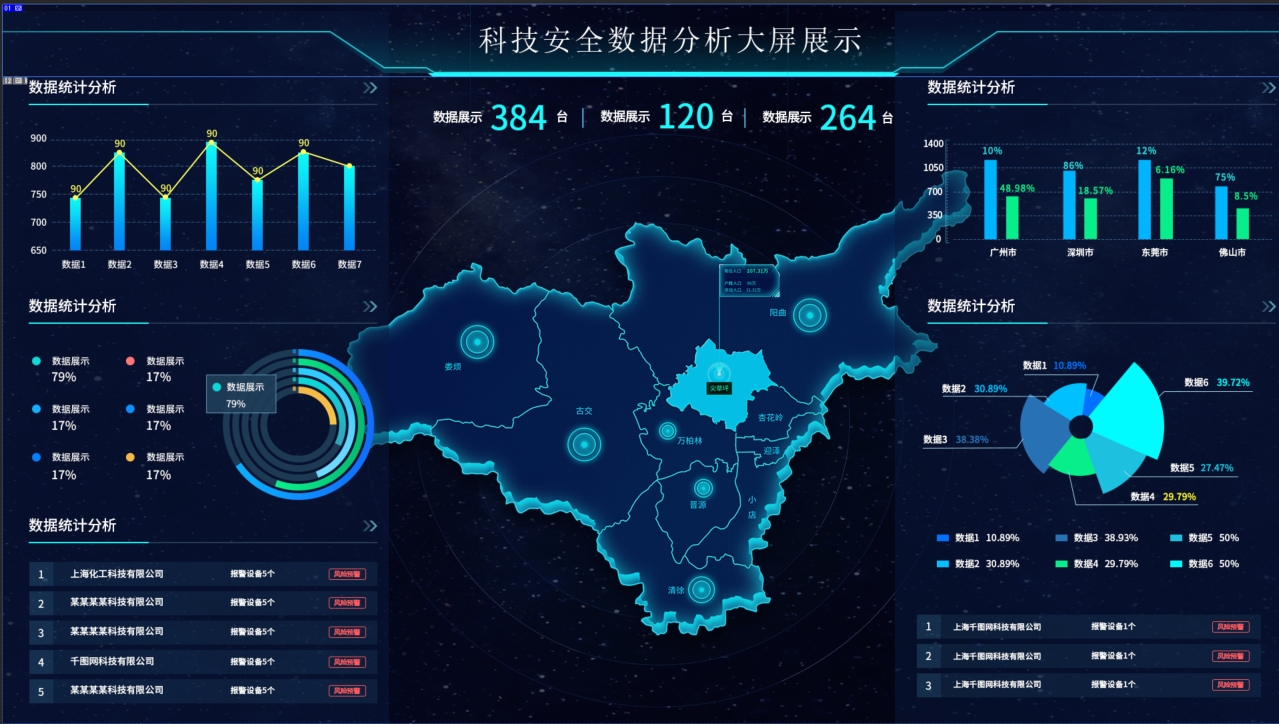 01
科技安全数据分析大屏展示
数据展示 384 台 数据展示 120 台 数据展示 264 台
数据统计分析
900
800
750
700
650
90 90 90 90 90 90
数据1 数据2 数据3 数据4 数据5 数据6 数据7
数据统计分析
数据展示 79%
数据展示 17%
数据展示 17%
数据展示 17%
数据展示 17%
数据展示 17%
数据展示
79%
数据统计分析
1 上海化工科技有限公司 报警设备5个 风险预警
2 某某某某科技有限公司 报警设备5个 风险预警
3 某某某某科技有限公司 报警设备5个 风险预警
4 千图网科技有限公司 报警设备5个 风险预警
5 某某某某科技有限公司 报警设备5个 风险预警
107.31万
阳曲
娄烦
尖草坪
古交
杏花岭
万柏林
迎泽
晋源
小店
清徐
数据统计分析
1400
1050
700
350
0
10% 48.98% 86% 18.57% 12% 6.16% 75% 8.5%
广州市 深圳市 东莞市 佛山市
数据统计分析
数据1 10.89%
数据2 30.89%
数据6 39.72%
数据3 38.38%
数据5 27.47%
数据4 29.79%
数据1 10.89% 数据3 38.93% 数据5 50%
数据2 30.89% 数据4 29.79% 数据6 50%
1 上海千图网科技有限公司 报警设备1个 风险预警
2 上海千图网科技有限公司 报警设备1个 风险预警
3 上海千图网科技有限公司 报警设备1个 风险预警